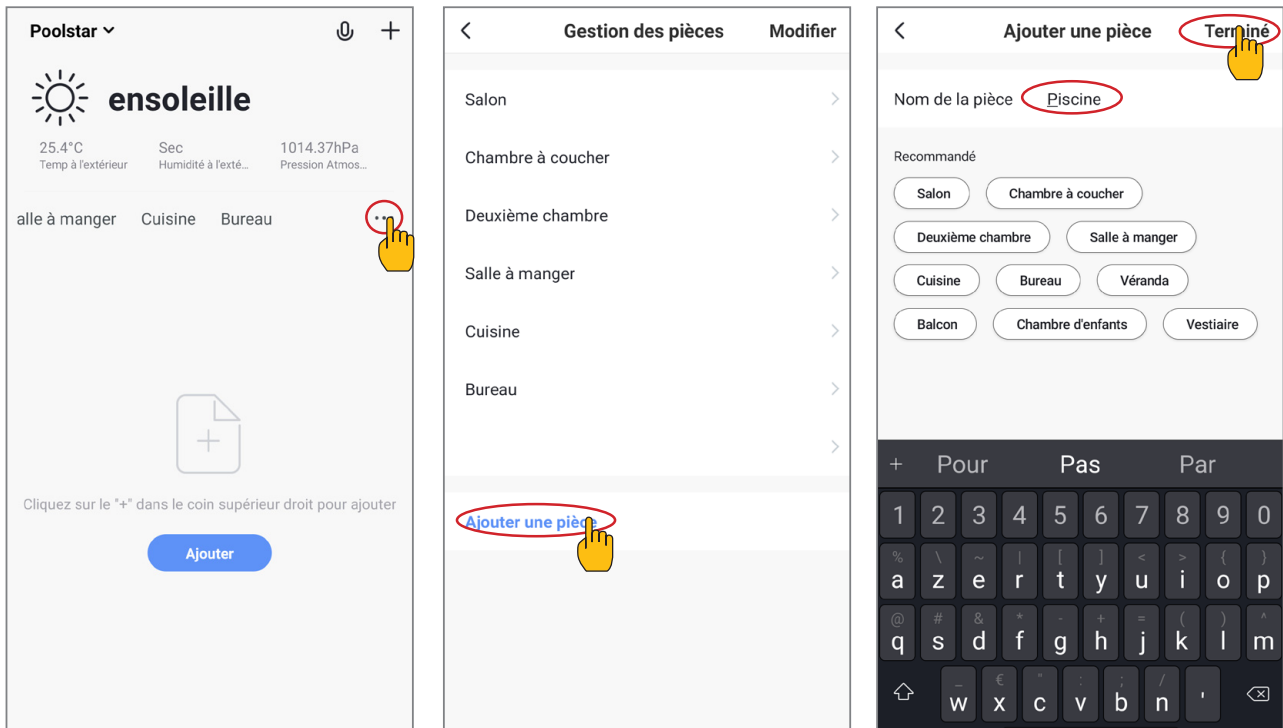 Poolstar
ensoleille
25.4°C Sec 1014.37hPa
Temp à l'extérieur Humidité à l'exté... Pression Atmos...
alle à manger Cuisine Bureau
Cliquez sur le "+" dans le coin supérieur droit pour ajouter
Ajouter
Gestion des pièces Modifier
Salon
Chambre à coucher
Deuxième chambre
Salle à manger
Cuisine
Bureau
Ajouter une pièce
Ajouter une pièce Terminé
Nom de la pièce Piscine
Recommandé
Salon Chambre à coucher
Deuxième chambre Salle à manger
Cuisine Bureau Véranda
Balcon Chambre d'enfants Vestiaire
+ Pour Pas Par
1 2 3 4 5 6 7 8 9 0
% \ ~ | [ ] < > { }
a z e r t y u i o p
@ # & * - + = ( ) ^
q s d f g h j k l m
_ € " : ; /
w x c v b n '